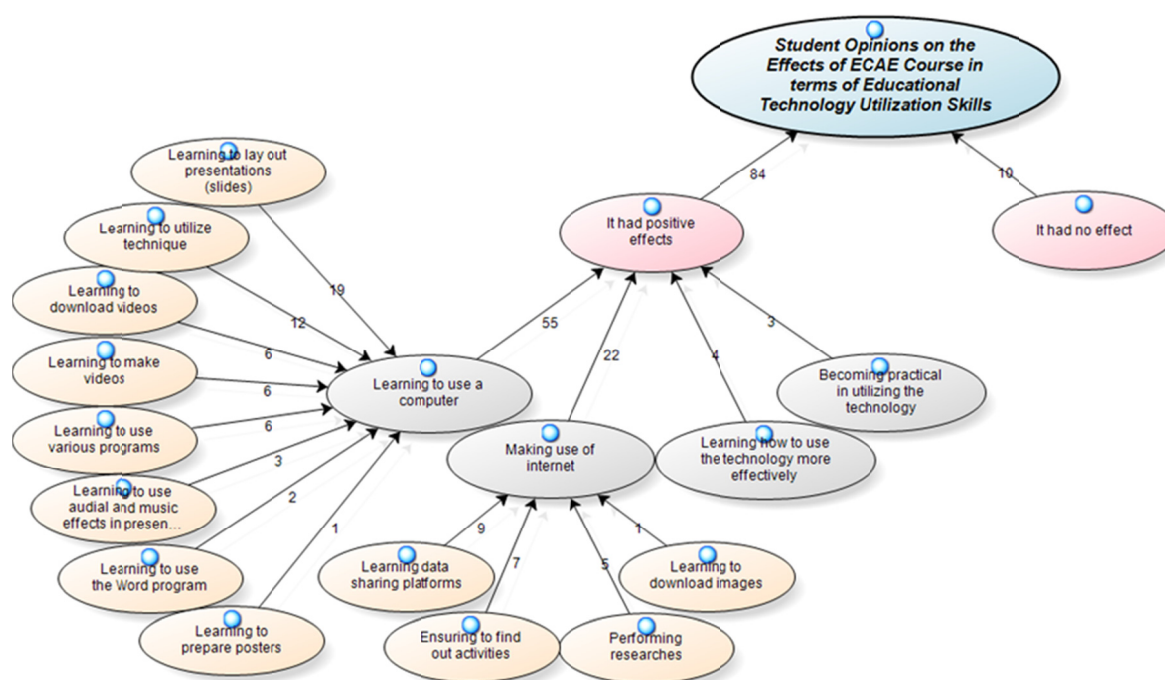 Student Opinions on the
Effects of ECAE Course in
terms of Educational
Technology Utilization Skills
84
10
It had positive
effects
It had no effect
55
22
4
3
Learning to use a
computer
Making use of
internet
Learning how to use
the technology more
effectively
Becoming practical
in utilizing the
technology
Learning to lay out
presentations
(slides)
19
Learning to utilize
technique
12
Learning to
download videos
6
Learning to make
videos
6
Learning to use
various programs
6
Learning to use
audial and music
effects in presen...
3
Learning to use
the Word program
2
Learning to
prepare posters
1
Learning data
sharing platforms
9
Ensuring to find
out activities
7
Performing
researches
5
Learning to
download images
1